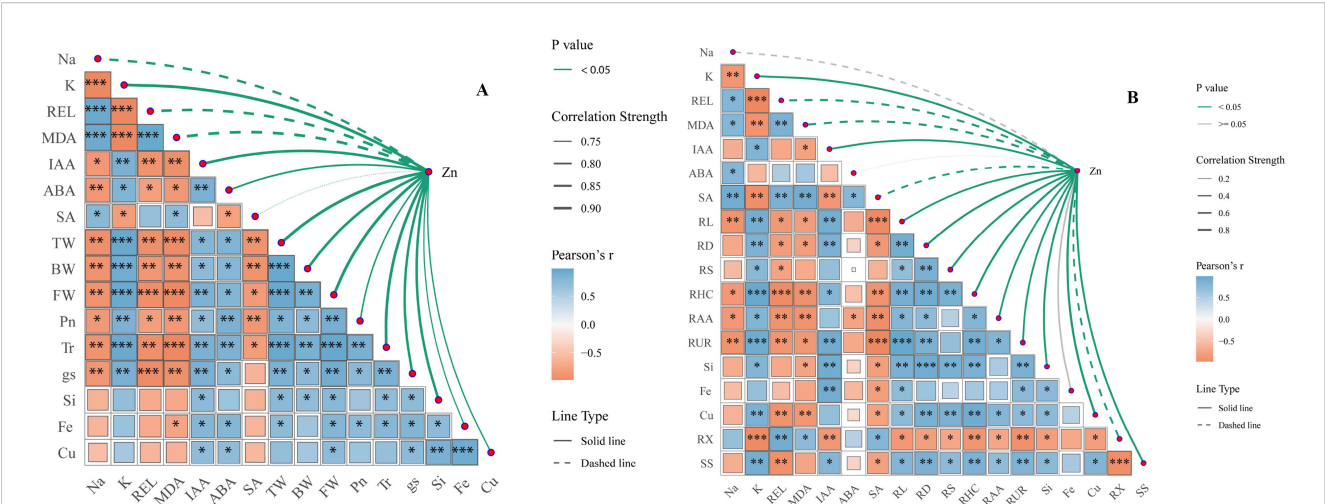 A
Na
K ***
REL *** ***
MDA *** *** ***
IAA * ** ** **
ABA ** * * * **
SA * * * *
TW ** *** ** *** * * **
BW ** *** ** ** * * ** ***
FW ** *** *** *** ** * * *** **
Pn * ** * ** * * ** * * **
Tr ** *** ** *** ** * * *** ** *** **
gs ** ** *** ** ** * ** * ** * **
Si * * * * * *
Fe * * * * * * * *
Cu * * * * ** ***
Na K REL MDA IAA ABA SA TW BW FW Pn Tr gs Si Fe Cu
Zn
P value
< 0.05
Correlation Strength
0.75
0.80
0.85
0.90
Pearson's r
0.5
0.0
−0.5
Line Type
Solid line
Dashed line
B
Na
K **
REL * ***
MDA * ** **
IAA * *
ABA *
SA ** ** ** ** ** *
RL ** ** * * ** ***
RD ** * * ** * **
RS * * * **
RHC * *** *** ** * ** ** ** **
RAA * * * * * ** * * *
RUR ** *** ** ** ** *** *** ** ** *
Si * * ** * ** *** ** ** *
Fe ** * * * *
Cu ** ** ** * * ** ** ** * ** *
RX *** ** * ** * * * * * * ** * *
SS ** ** * * * * ** * ** * * ***
Na K REL MDA IAA ABA SA RL RD RS RHC RAA RUR Si Fe Cu RX SS
Zn
P value
< 0.05
>= 0.05
Correlation Strength
0.2
0.4
0.6
0.8
Pearson's r
0.5
0.0
−0.5
Line Type
Solid line
Dashed line